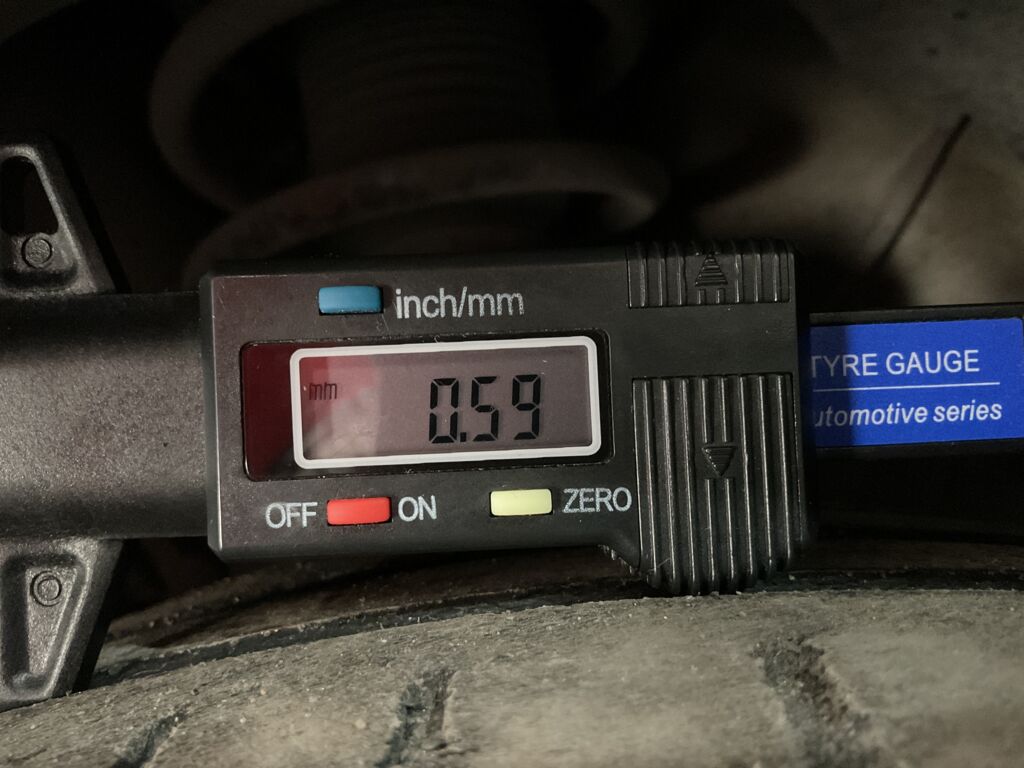 inch/mm
mm
0.59
OFF ON
ZERO
TYRE GAUGE
utomotive series